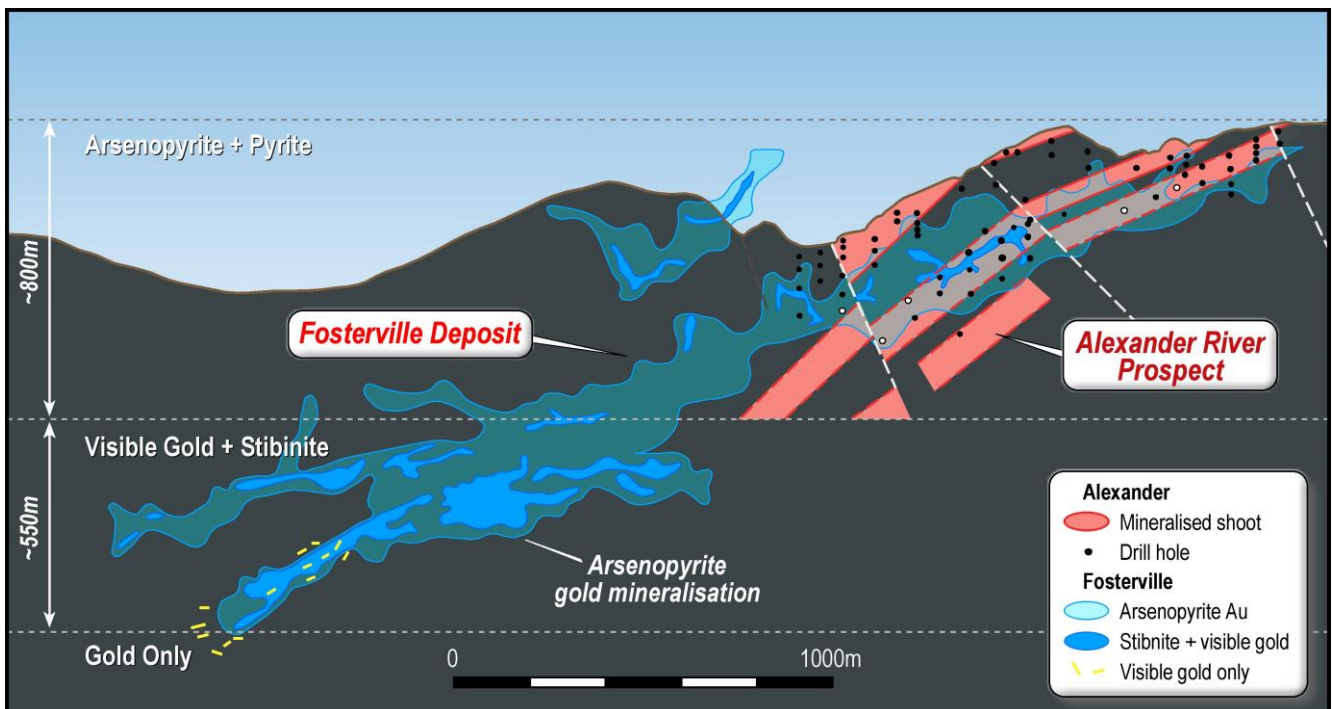 Arsenopyrite + Pyrite
~800m
Fosterville Deposit
Alexander River
Prospect
Visible Gold + Stibinite
~550m
Arsenopyrite
gold mineralisation
Gold Only
0
1000m
Alexander
Mineralised shoot
Drill hole
Fosterville
Arsenopyrite Au
Stibnite + visible gold
Visible gold only